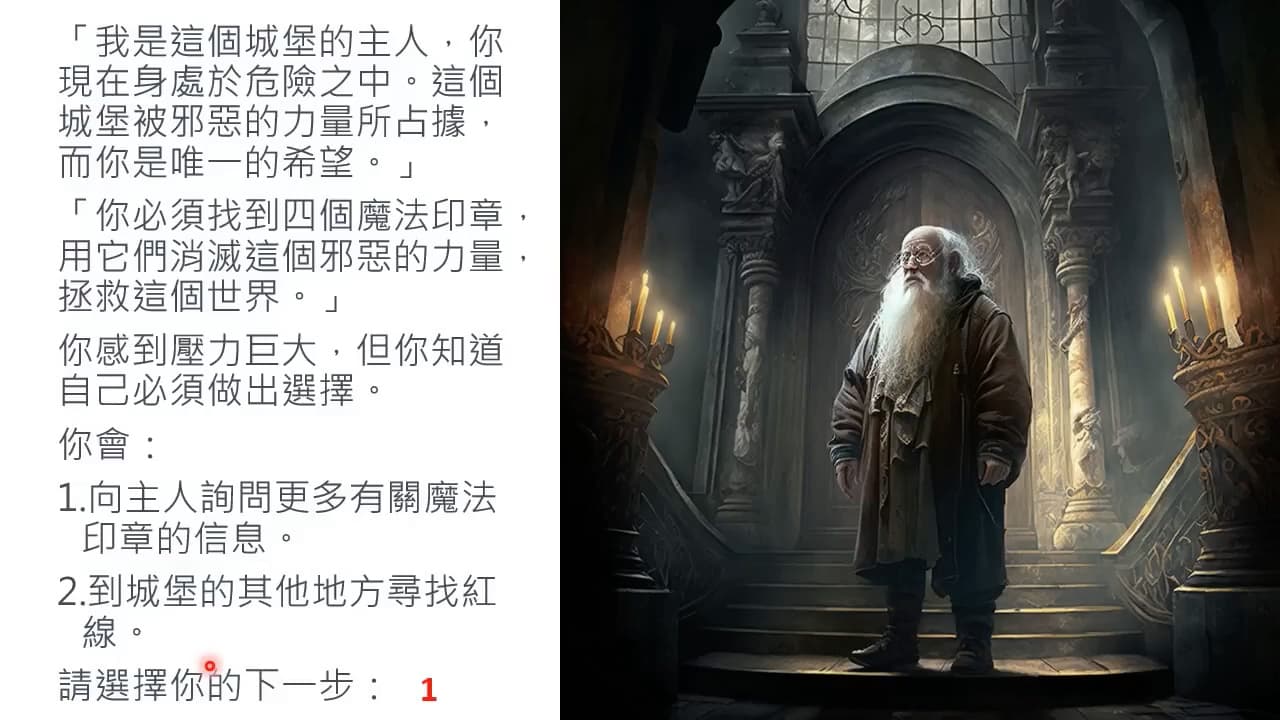 「我是這個城堡的主人，你
現在身處於危險之中。這個
城堡被邪惡的力量所占據，
而你是唯一的希望。」
「你必須找到四個魔法印章，
用它們消滅這個邪惡的力量，
拯救這個世界。」
你感到壓力巨大，但你知道
自己必須做出選擇。
你會：
1.向主人詢問更多有關魔法
印章的信息。
2.到城堡的其他地方尋找紅
線。
請選擇你的下一步： 1